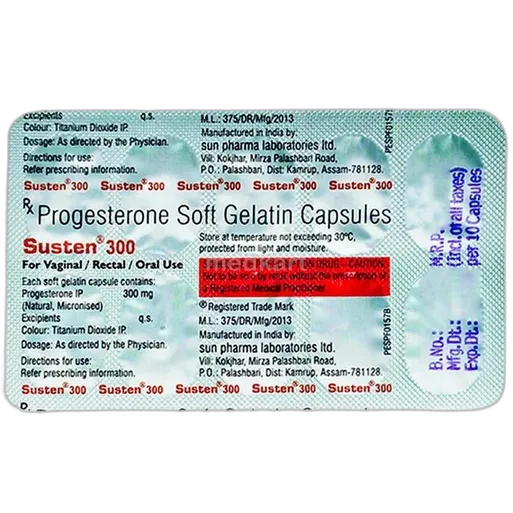 Excipients q.s.
Colour: Titanium Dioxide IP.
Dosage: As directed by the Physician.
Directions for use:
Refer prescribing information.
M.L.: 375/DR/Mfg/2013
Manufactured in India by:
sun pharma laboratories ltd.
Vill: Kokjhar, Mirza Palashbari Road,
P.O.: Palashbari, Dist: Kamrup, Assam-781128.
PESPF0157
Susten®300 Susten®300 Susten®300 Susten®300 Susten®300
Rx Progesterone Soft Gelatin Capsules
Susten®300
For Vaginal / Rectal / Oral Use
Each soft gelatin capsule contains:
Progesterone IP 300 mg
(Natural, Micronised)
Excipients q.s.
Colour: Titanium Dioxide IP.
Dosage: As directed by the Physician.
Directions for use:
Refer prescribing information.
Store at temperature not exceeding 30°C,
protected from light and moisture.
medkart
DRUG – CAUTION
Not to be sold by retail without the prescription of
a Registered Medical Practitioner.
®Registered Trade Mark
M.L.: 375/DR/Mfg/2013
Manufactured in India by:
sun pharma laboratories ltd.
Vill: Kokjhar, Mirza Palashbari Road,
P.O.: Palashbari, Dist: Kamrup, Assam-781128.
PESPF0157B
Susten®300 Susten®300 Susten®300 Susten®300 Susten®300
B.No.:
Mfg.Dt.:
Exp.Dt.:
M.R.P.
(incl.of all taxes)
per 10 Capsules